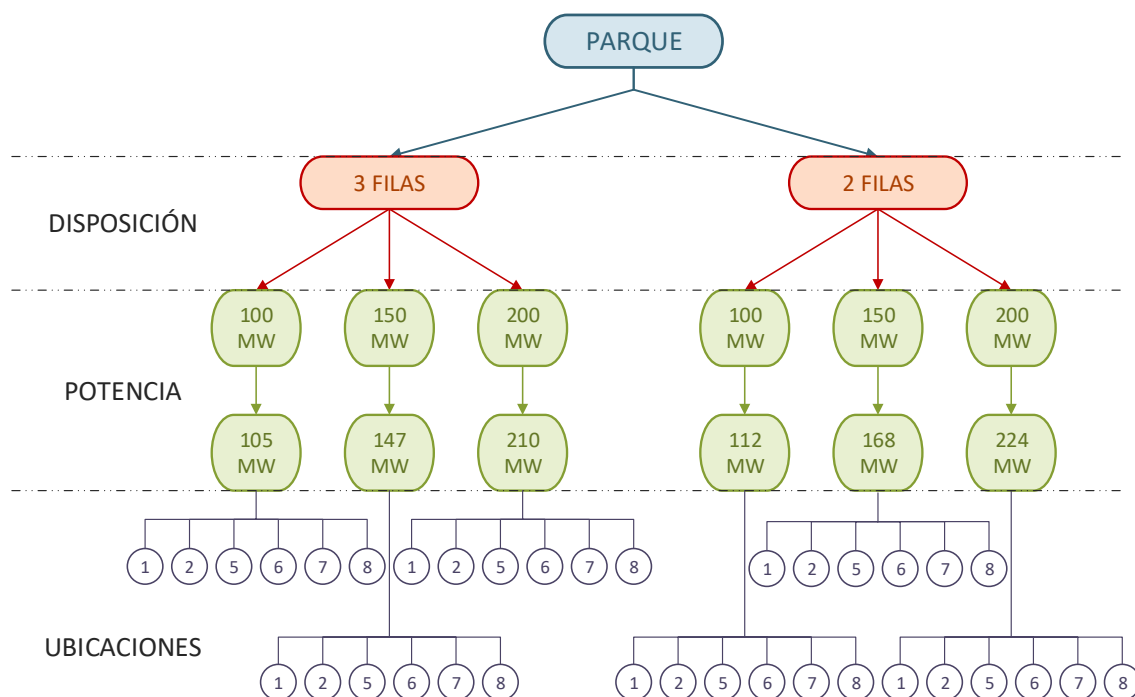 PARQUE
3 FILAS
2 FILAS
DISPOSICIÓN
100
MW
150
MW
200
MW
100
MW
150
MW
200
MW
POTENCIA
105
MW
147
MW
210
MW
112
MW
168
MW
224
MW
1 2 5 6 7 8
1 2 5 6 7 8
1 2 5 6 7 8
UBICACIONES
1 2 5 6 7 8
1 2 5 6 7 8
1 2 5 6 7 8